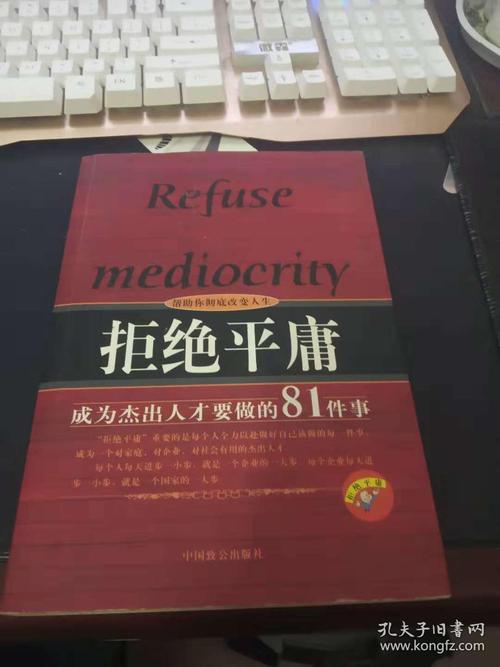 微森
Refuse
mediocrity
帮助你彻底改变人生
拒绝平庸
成为杰出人才要做的81件事
“拒绝平庸”重要的是每个人全力以赴做好自己该做的每一件事，
成为一个对家庭、对企业、对社会有用的杰出人才
每个人每天进步一小步，就是一个企业的一大步，每个企业每天进
步一小步，就是一个国家的一大步
拒绝平庸
中国致公出版社
孔夫子旧书网
www.kongfz.com